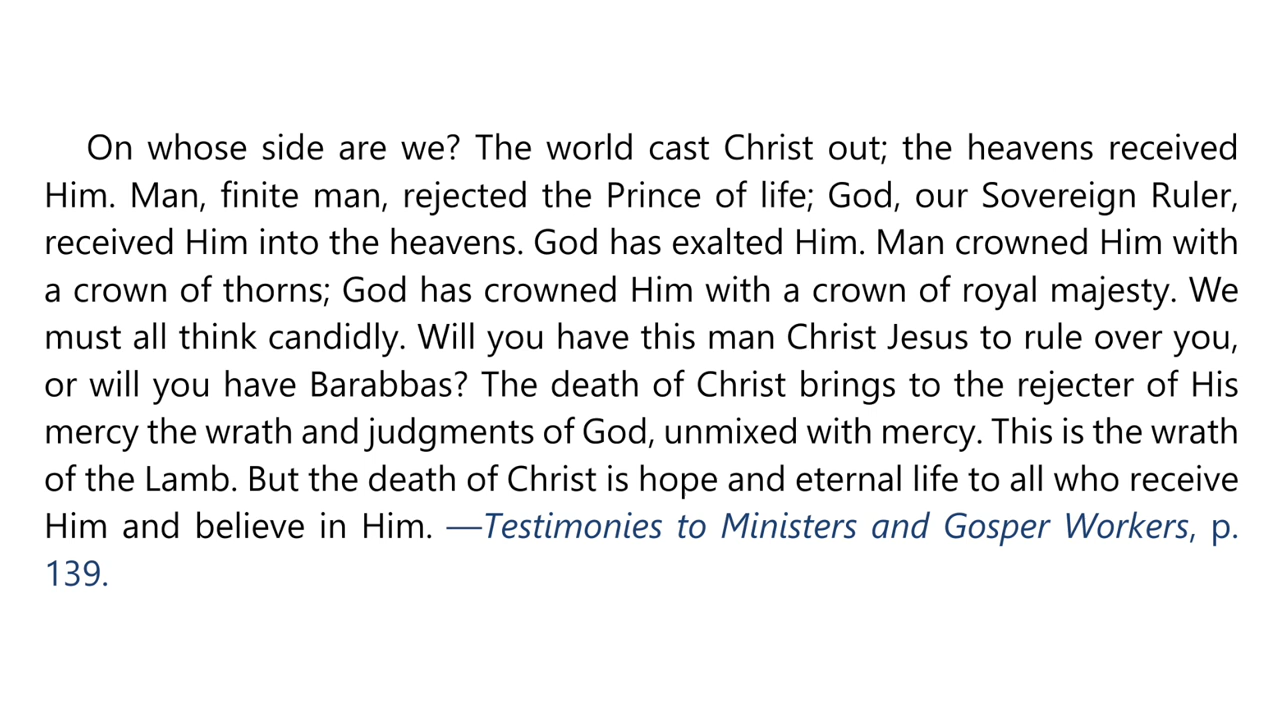 On whose side are we? The world cast Christ out; the heavens received
Him. Man, finite man, rejected the Prince of life; God, our Sovereign Ruler,
received Him into the heavens. God has exalted Him. Man crowned Him with
a crown of thorns; God has crowned Him with a crown of royal majesty. We
must all think candidly. Will you have this man Christ Jesus to rule over you,
or will you have Barabbas? The death of Christ brings to the rejecter of His
mercy the wrath and judgments of God, unmixed with mercy. This is the wrath
of the Lamb. But the death of Christ is hope and eternal life to all who receive
Him and believe in Him. —Testimonies to Ministers and Gosper Workers, p.
139.